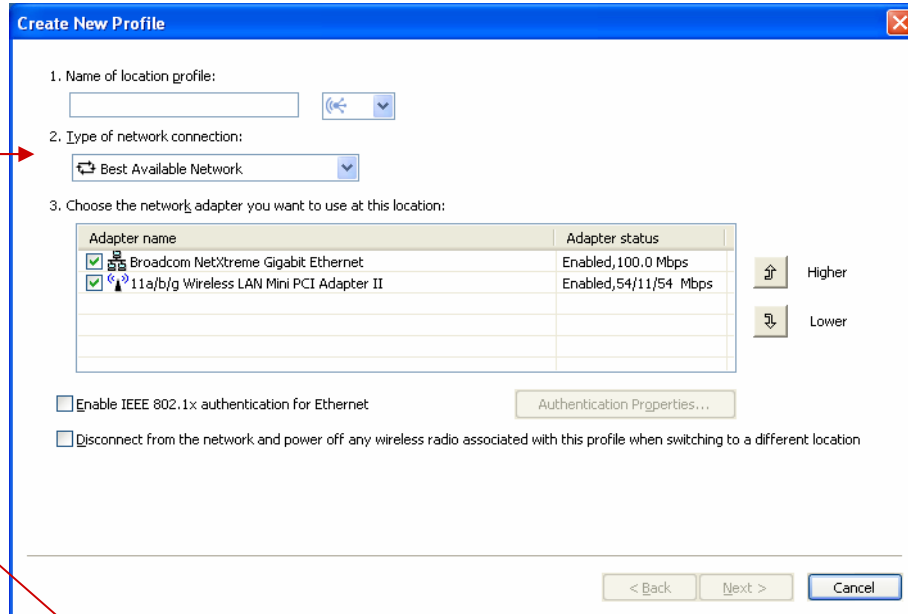 Create New Profile
1. Name of location profile:
2. Type of network connection:
Best Available Network
3. Choose the network adapter you want to use at this location:
Adapter name Adapter status
Broadcom NetXtreme Gigabit Ethernet Enabled,100.0 Mbps
11a/b/g Wireless LAN Mini PCI Adapter II Enabled,54/11/54 Mbps
Higher
Lower
Enable IEEE 802.1x authentication for Ethernet Authentication Properties...
Disconnect from the network and power off any wireless radio associated with this profile when switching to a different location
< Back Next > Cancel